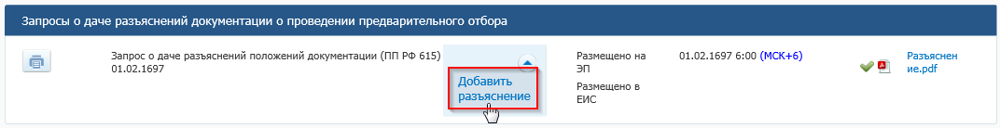 Запросы о даче разъяснений документации о проведении предварительного отбора
Запрос о даче разъяснений положений документации (ПП РФ 615)
01.02.1697
Добавить
разъяснение
Размещено на
ЭП
Размещено в
ЕИС
01.02.1697 6:00 (МСК+6)
Разъяснен
ие.pdf